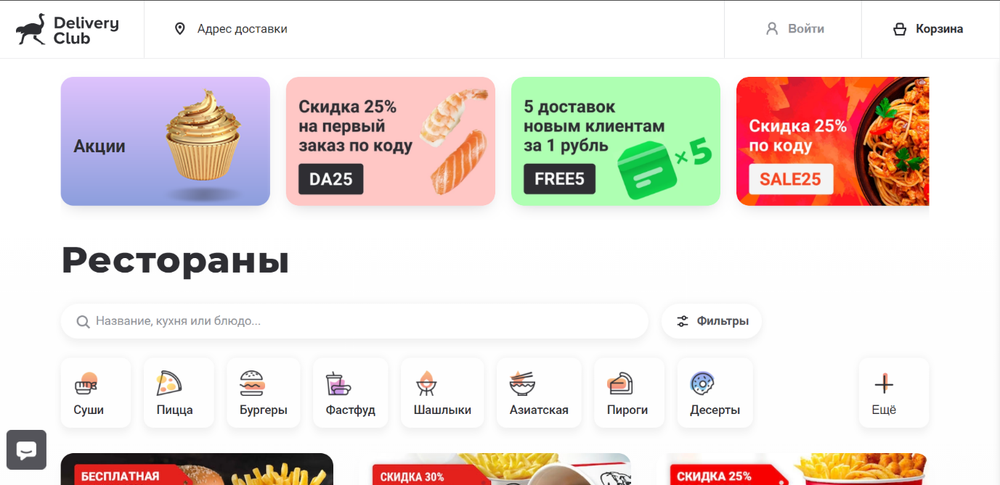 Delivery
Club
Адрес доставки
Войти
Корзина
Акции
Скидка 25%
на первый
заказ по коду
DA25
5 доставок
новым клиентам
за 1 рубль
FREE5
×5
Скидка 25%
по коду
SALE25
Рестораны
Название, кухня или блюдо...
Фильтры
Суши
Пицца
Бургеры
Фастфуд
Шашлыки
Азиатская
Пироги
Десерты
Ещё
БЕСПЛАТНАЯ
СКИДКА 30%
СКИДКА 25%